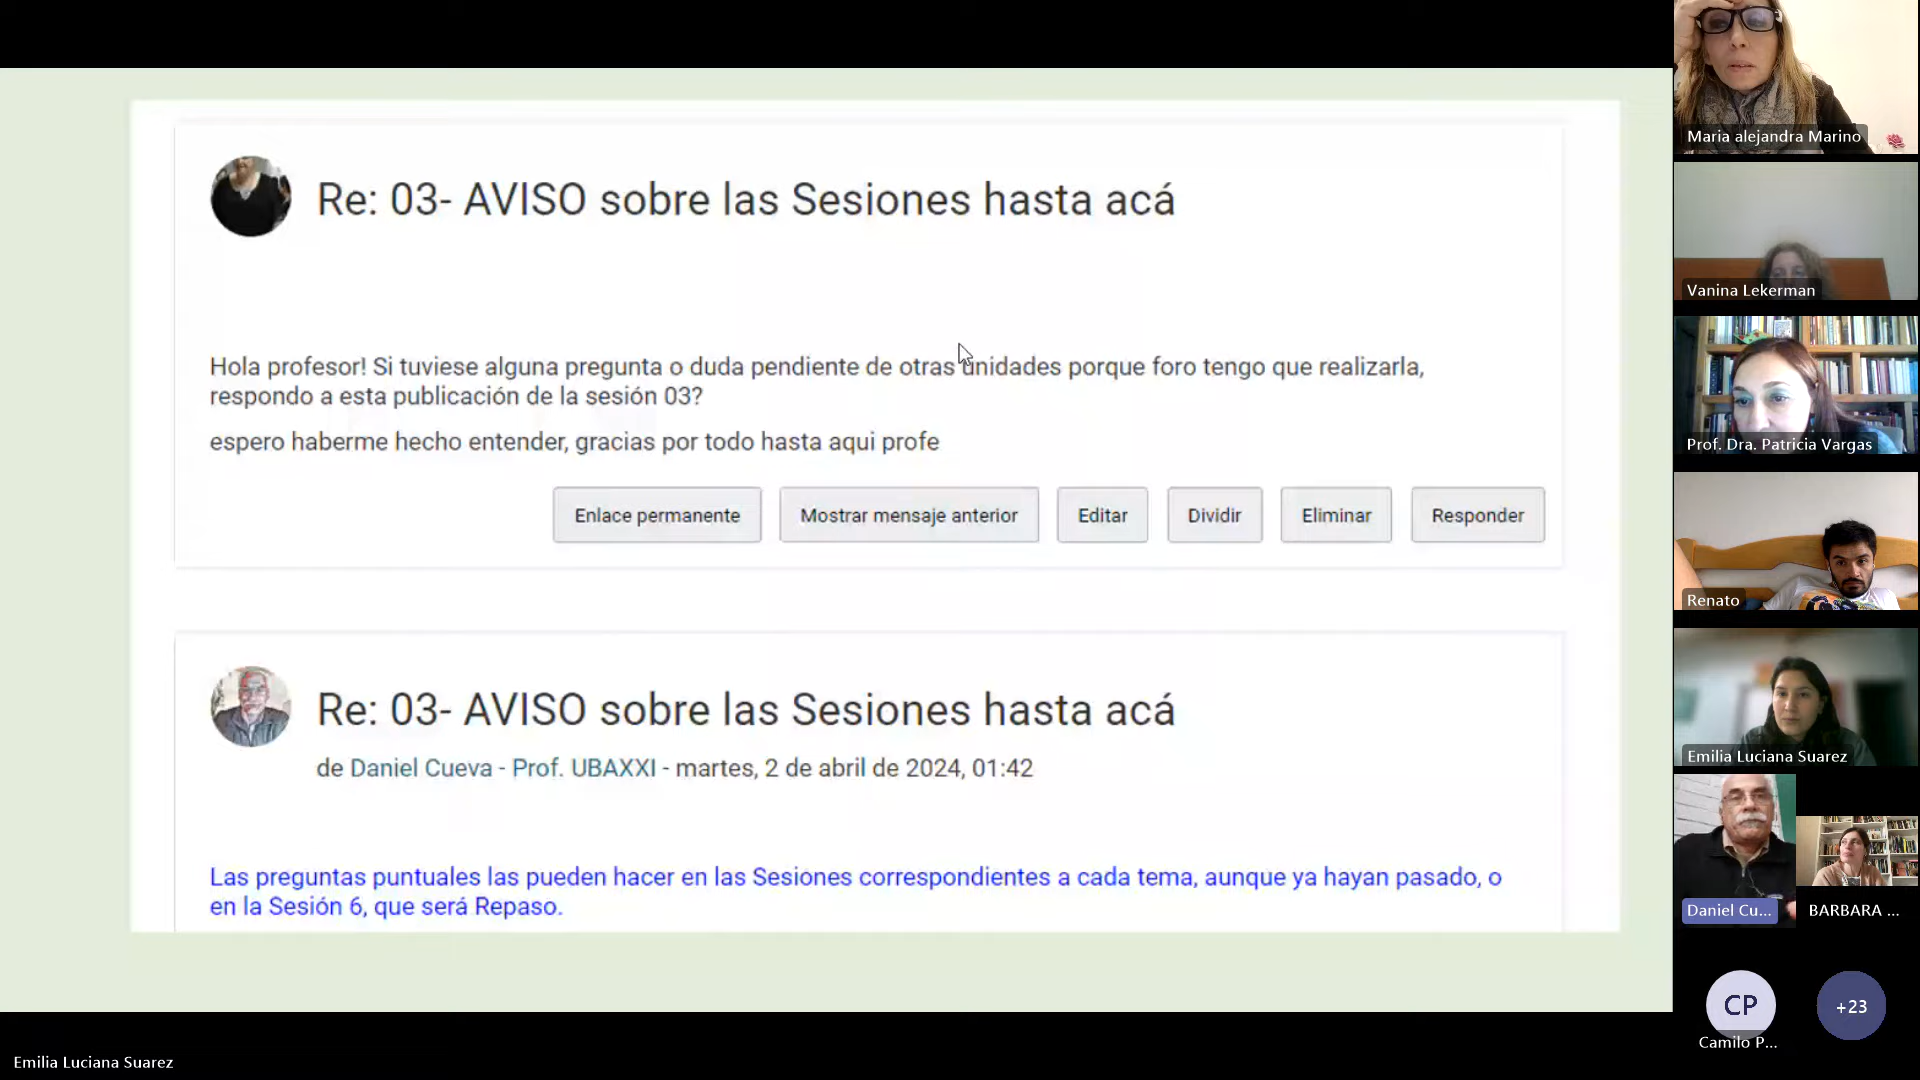 Re: 03- AVISO sobre las Sesiones hasta acá
Hola profesor! Si tuviese alguna pregunta o duda pendiente de otras unidades porque foro tengo que realizarla,
respondo a esta publicación de la sesión 03?
espero haberme hecho entender, gracias por todo hasta aqui profe
Enlace permanente
Mostrar mensaje anterior
Editar
Dividir
Eliminar
Responder
Re: 03- AVISO sobre las Sesiones hasta acá
de Daniel Cueva - Prof. UBAXXI - martes, 2 de abril de 2024, 01:42
Las preguntas puntuales las pueden hacer en las Sesiones correspondientes a cada tema, aunque ya hayan pasado, o
en la Sesión 6, que será Repaso.
Maria alejandra Marino
Vanina Lekerman
Prof. Dra. Patricia Vargas
Renato
Emilia Luciana Suarez
Daniel Cu...
BARBARA ...
CP
+23
Camilo P...
Emilia Luciana Suarez